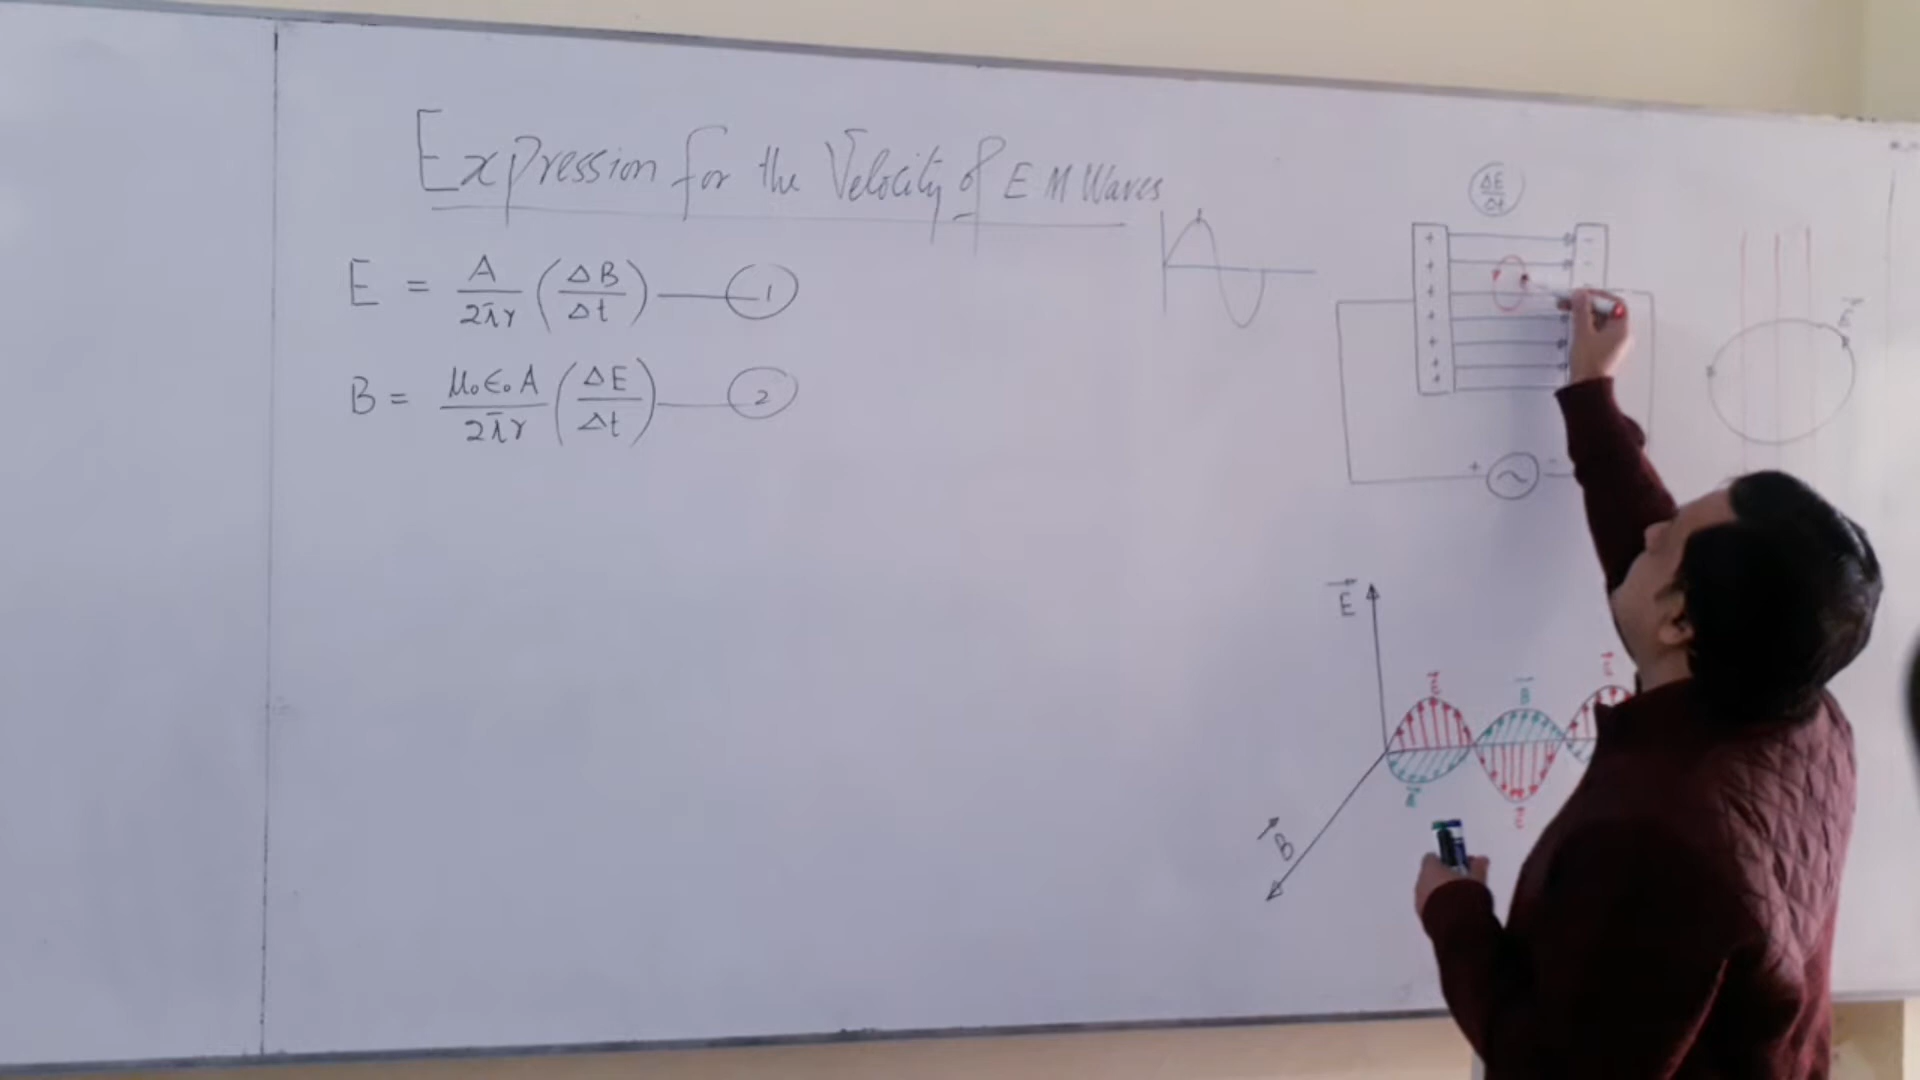 Expression for the Velocity of E M Waves
E = A/2πr (ΔB/Δt) — 1
B = μ₀ϵ₀A/2πr (ΔE/Δt) — 2
ΔE/Δt
+ -
+ -
+
+
+
+
+
+ ~ -
E
B
E B
B E